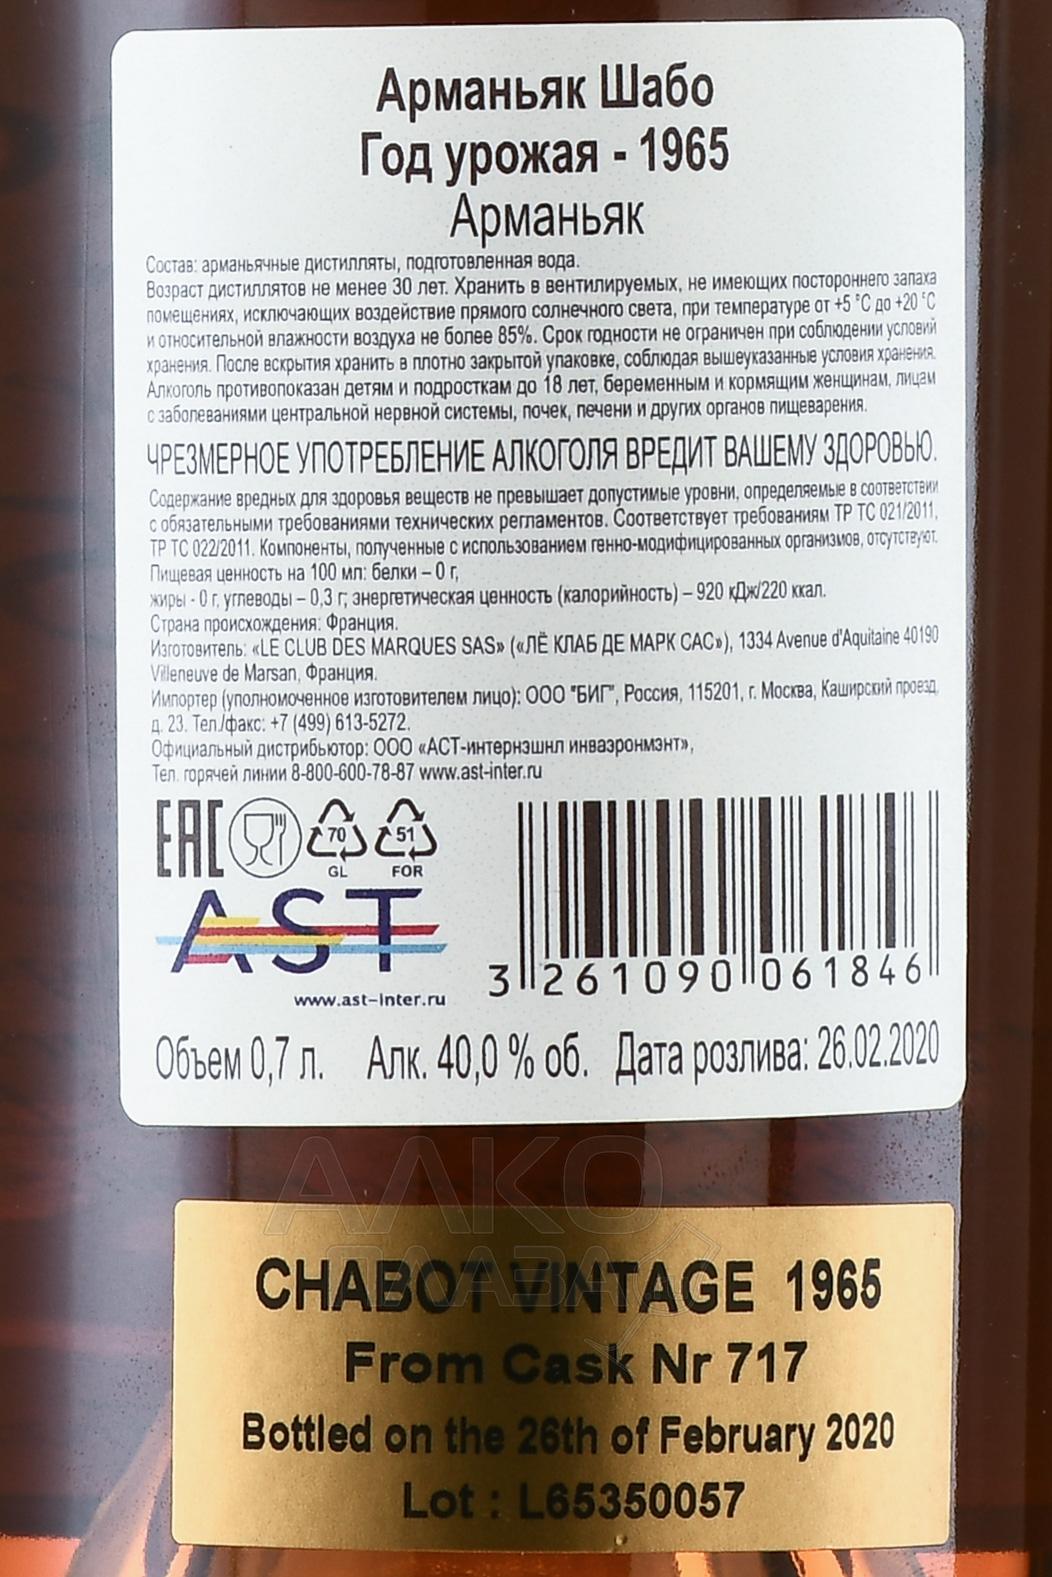 Арманьяк Шабо
Год урожая - 1965
Арманьяк
Состав: арманьячные дистилляты, подготовленная вода.
Возраст дистиллятов не менее 30 лет. Хранить в вентилируемых, не имеющих постороннего запаха
помещениях, исключающих воздействие прямого солнечного света, при температуре от +5 °С до +20 °С
и относительной влажности воздуха не более 85%. Срок годности не ограничен при соблюдении условий
хранения. После вскрытия хранить в плотно закрытой упаковке, соблюдая вышеуказанные условия хранения.
Алкоголь противопоказан детям и подросткам до 18 лет, беременным и кормящим женщинам, лицам
с заболеваниями центральной нервной системы, почек, печени и других органов пищеварения.
ЧРЕЗМЕРНОЕ УПОТРЕБЛЕНИЕ АЛКОГОЛЯ ВРЕДИТ ВАШЕМУ ЗДОРОВЬЮ.
Содержание вредных для здоровья веществ не превышает допустимые уровни, определяемые в соответствии
с обязательными требованиями технических регламентов. Соответствует требованиям ТР ТС 021/2011,
ТР ТС 022/2011. Компоненты, полученные с использованием генно-модифицированных организмов, отсутствуют.
Пищевая ценность на 100 мл: белки – 0 г,
жиры - 0 г, углеводы – 0,3 г; энергетическая ценность (калорийность) – 920 кДж/220 ккал.
Страна происхождения: Франция.
Изготовитель: «LE CLUB DES MARQUES SAS» («ЛЁ КЛАБ ДЕ МАРК САС»), 1334 Avenue d'Aquitaine 40190
Villeneuve de Marsan, Франция.
Импортер (уполномоченное изготовителем лицо): ООО "БИГ", Россия, 115201, г. Москва, Каширский проезд,
д. 23. Тел./факс: +7 (499) 613-5272.
Официальный дистрибьютор: ООО «АСТ-интернэшнл инваэронмэнт»,
Тел. горячей линии 8-800-600-78-87 www.ast-inter.ru
EAC 70 51
GL FOR
AST
www.ast-inter.ru
3 261090 061846
Объем 0,7 л. Алк. 40,0 % об. Дата розлива: 26.02.2020
АЛКО
ПЛАЗА
CHABOT VINTAGE 1965
From Cask Nr 717
Bottled on the 26th of February 2020
Lot : L65350057